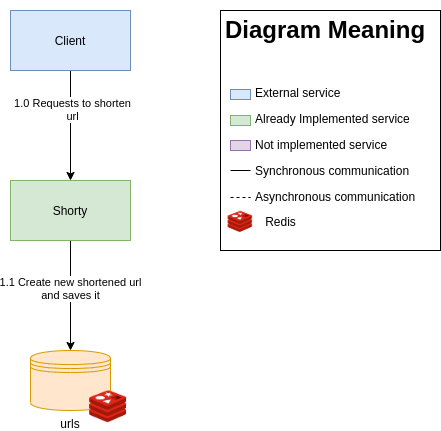 Client
1.0 Requests to shorten
url
Shorty
1.1 Create new shortened url
and saves it
urls
Diagram Meaning
External service
Already Implemented service
Not implemented service
Synchronous communication
Asynchronous communication
Redis